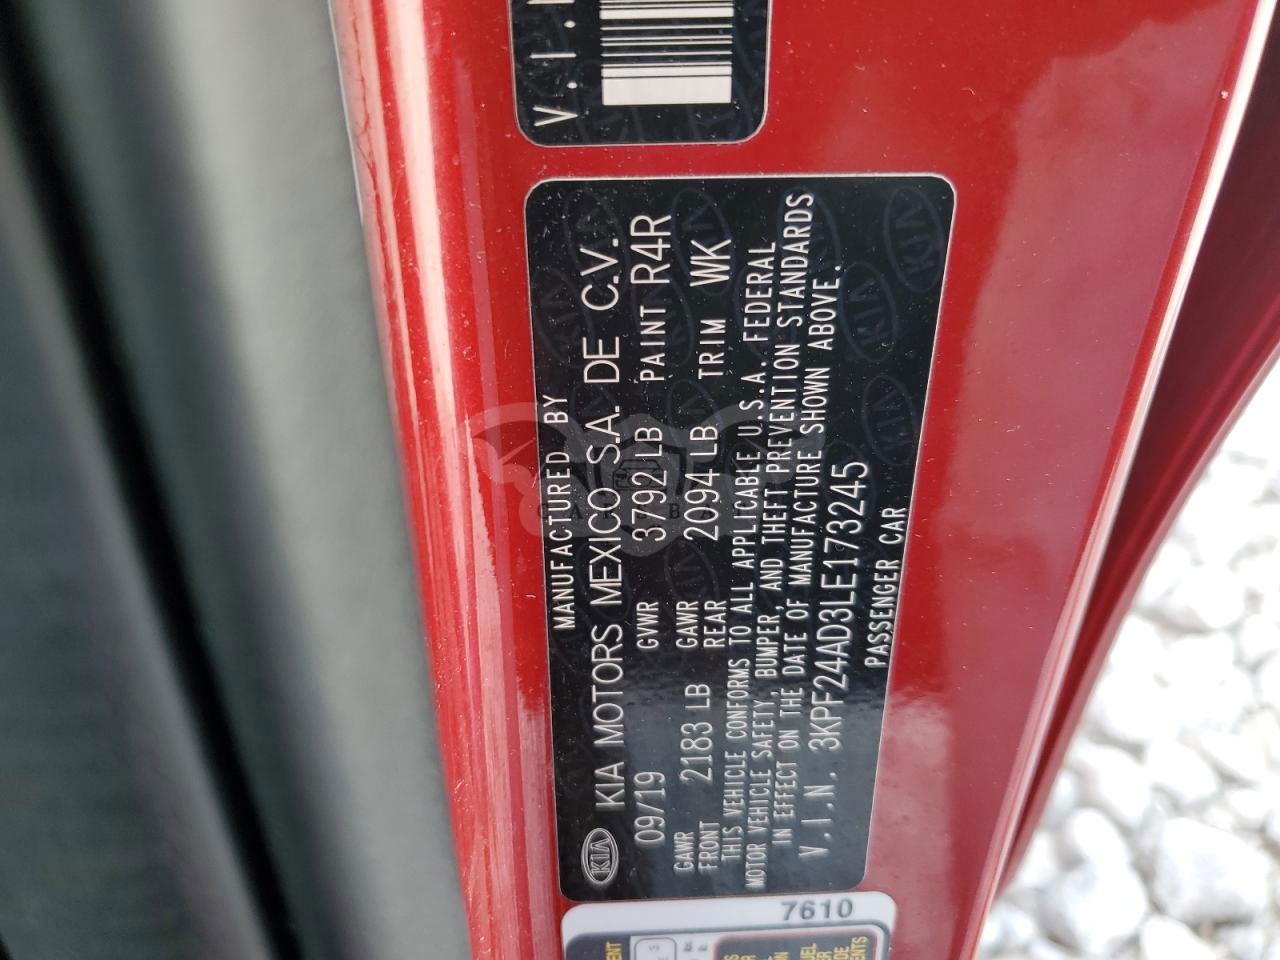 V.I.
KIA
MANUFACTURED BY
KIA MOTORS MEXICO S.A. DE C.V.
09/19 GVWR 3792 LB PAINT R4R
GAWR FRONT 2183 LB GAWR REAR 2094 LB TRIM WK
THIS VEHICLE CONFORMS TO ALL APPLICABLE U.S.A. FEDERAL
MOTOR VEHICLE SAFETY, BUMPER, AND THEFT PREVENTION STANDARDS
IN EFFECT ON THE DATE OF MANUFACTURE SHOWN ABOVE.
V.I.N. 3KPF24AD3LE173245
PASSENGER CAR
7610